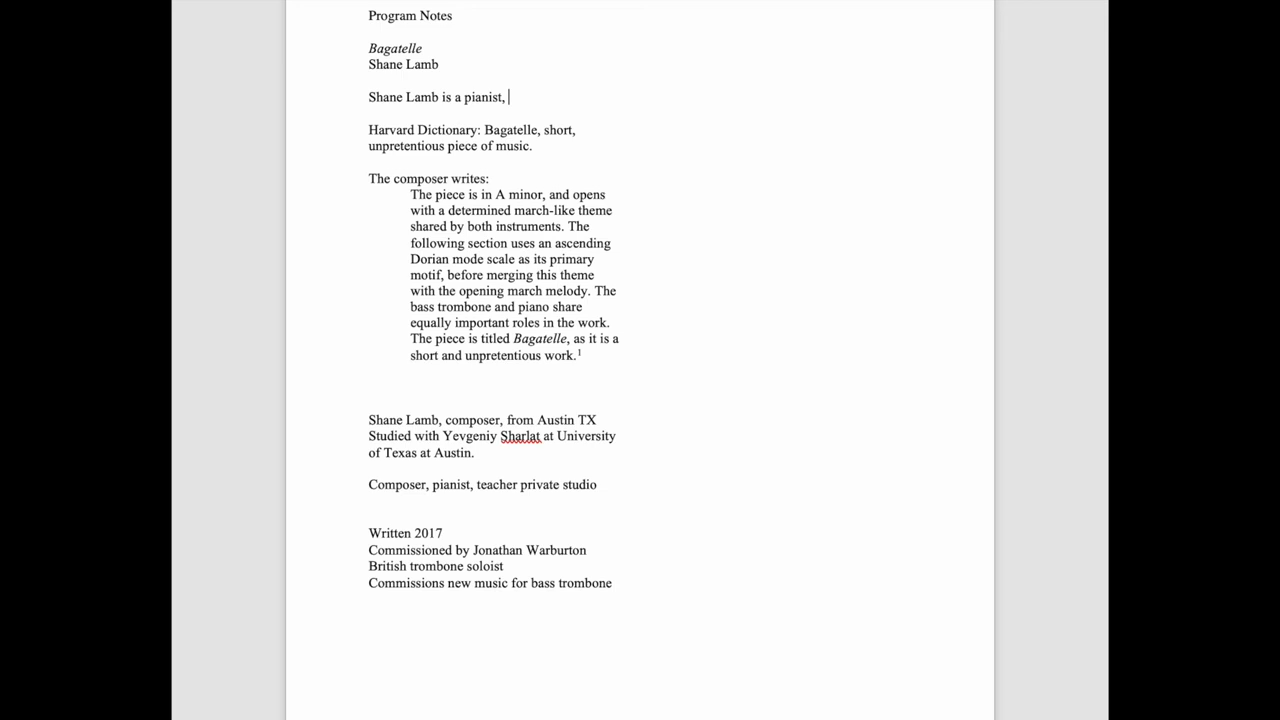 Program Notes
Bagatelle
Shane Lamb
Shane Lamb is a pianist,
Harvard Dictionary: Bagatelle, short,
unpretentious piece of music.
The composer writes:
The piece is in A minor, and opens
with a determined march-like theme
shared by both instruments. The
following section uses an ascending
Dorian mode scale as its primary
motif, before merging this theme
with the opening march melody. The
bass trombone and piano share
equally important roles in the work.
The piece is titled Bagatelle, as it is a
short and unpretentious work.1
Shane Lamb, composer, from Austin TX
Studied with Yevgeniy Sharlat at University
of Texas at Austin.
Composer, pianist, teacher private studio
Written 2017
Commissioned by Jonathan Warburton
British trombone soloist
Commissions new music for bass trombone